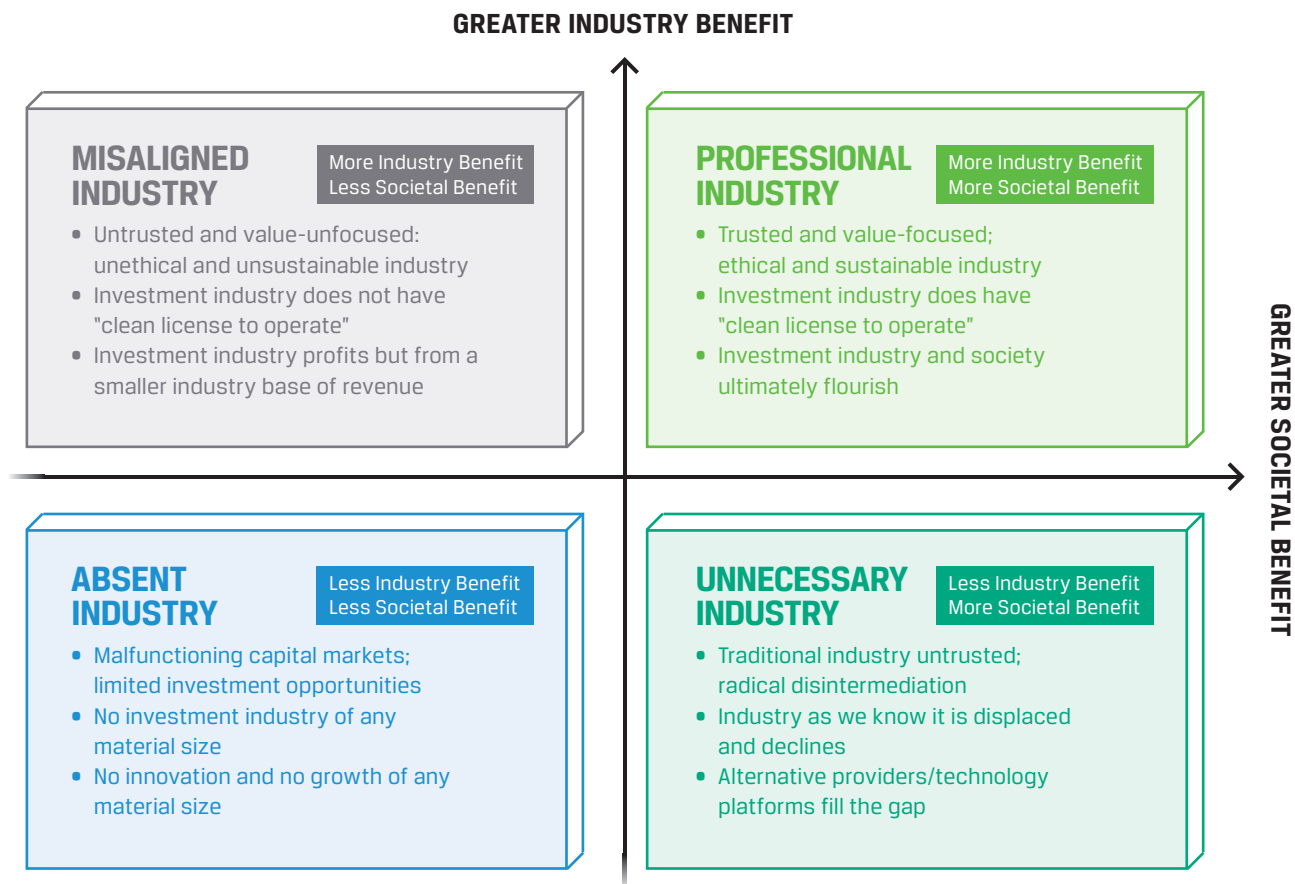 GREATER INDUSTRY BENEFIT
MISALIGNED
INDUSTRY
More Industry Benefit
Less Societal Benefit
• Untrusted and value-unfocused:
unethical and unsustainable industry
• Investment industry does not have
"clean license to operate"
• Investment industry profits but from a
smaller industry base of revenue
PROFESSIONAL
INDUSTRY
More Industry Benefit
More Societal Benefit
• Trusted and value-focused;
ethical and sustainable industry
• Investment industry does have
"clean license to operate"
• Investment industry and society
ultimately flourish
GREATER SOCIETAL BENEFIT
ABSENT
INDUSTRY
Less Industry Benefit
Less Societal Benefit
• Malfunctioning capital markets;
limited investment opportunities
• No investment industry of any
material size
• No innovation and no growth of any
material size
UNNECESSARY
INDUSTRY
Less Industry Benefit
More Societal Benefit
• Traditional industry untrusted;
radical disintermediation
• Industry as we know it is displaced
and declines
• Alternative providers/technology
platforms fill the gap